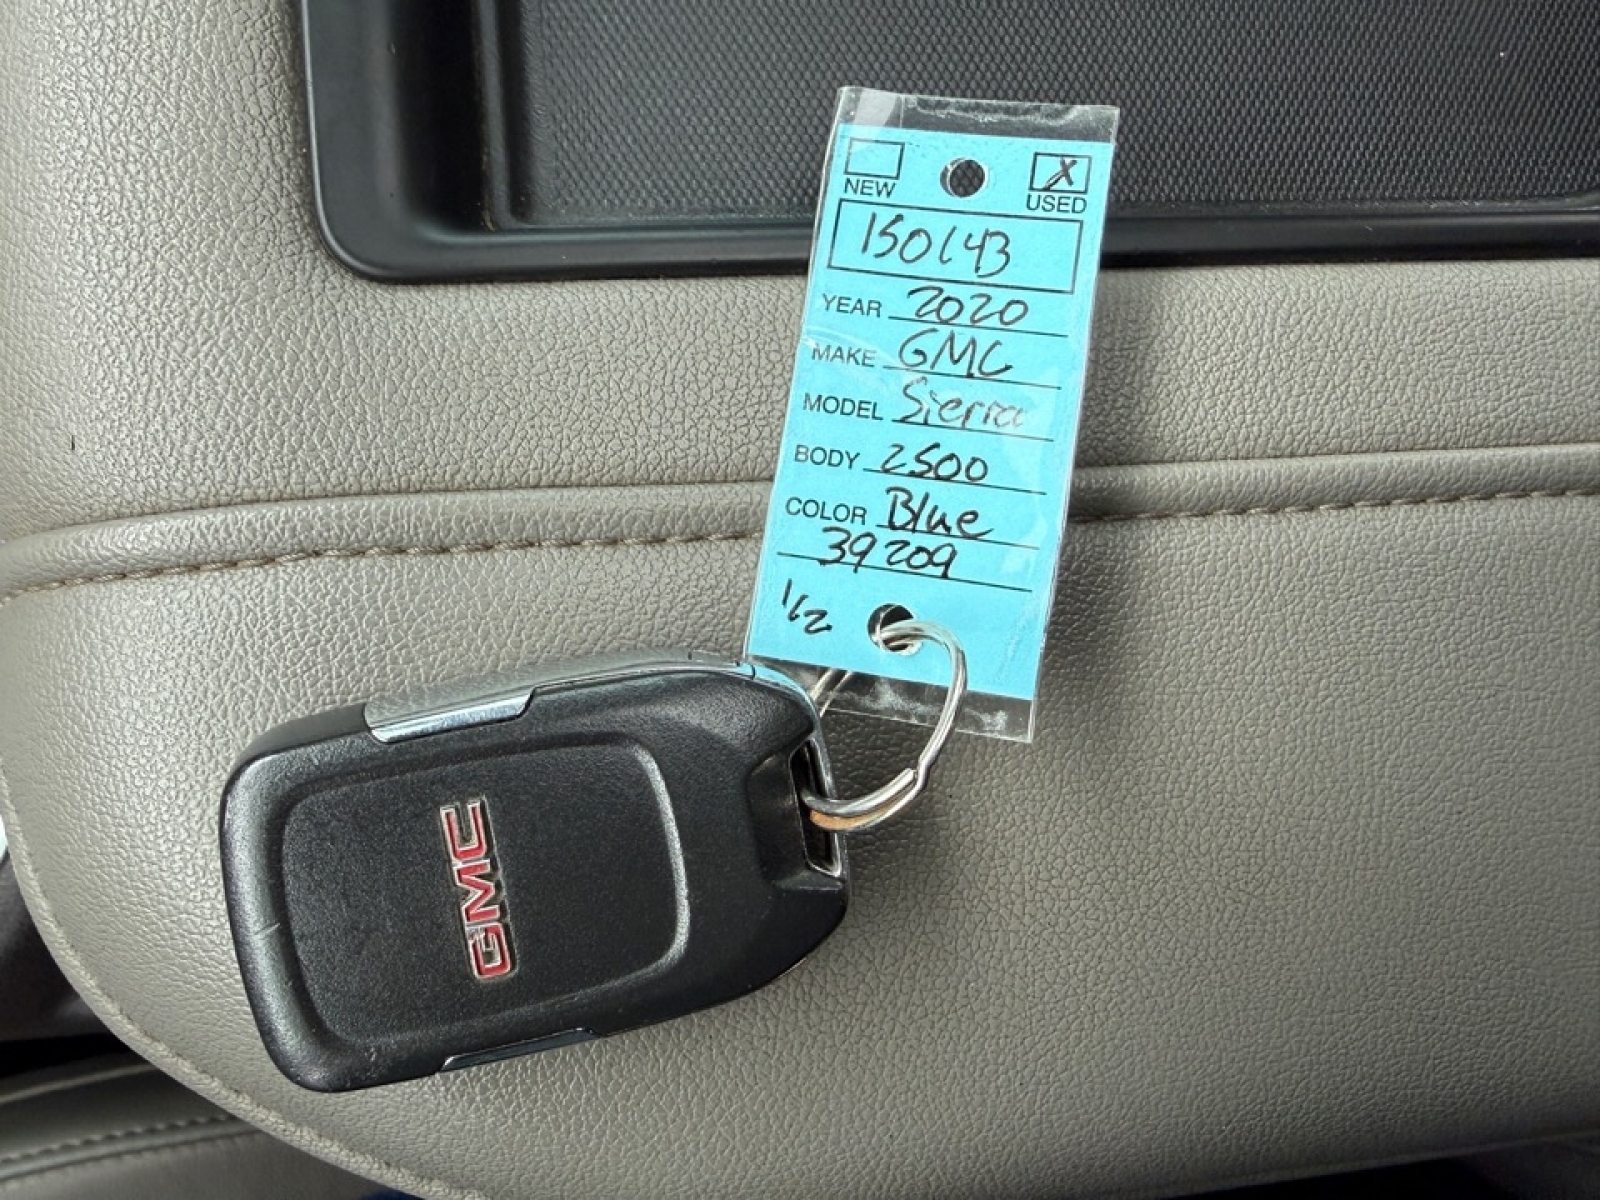 X
NEW USED
150143
YEAR 2020
MAKE GMC
MODEL Sierra
BODY 2500
COLOR Blue
39209
1/2
GMC